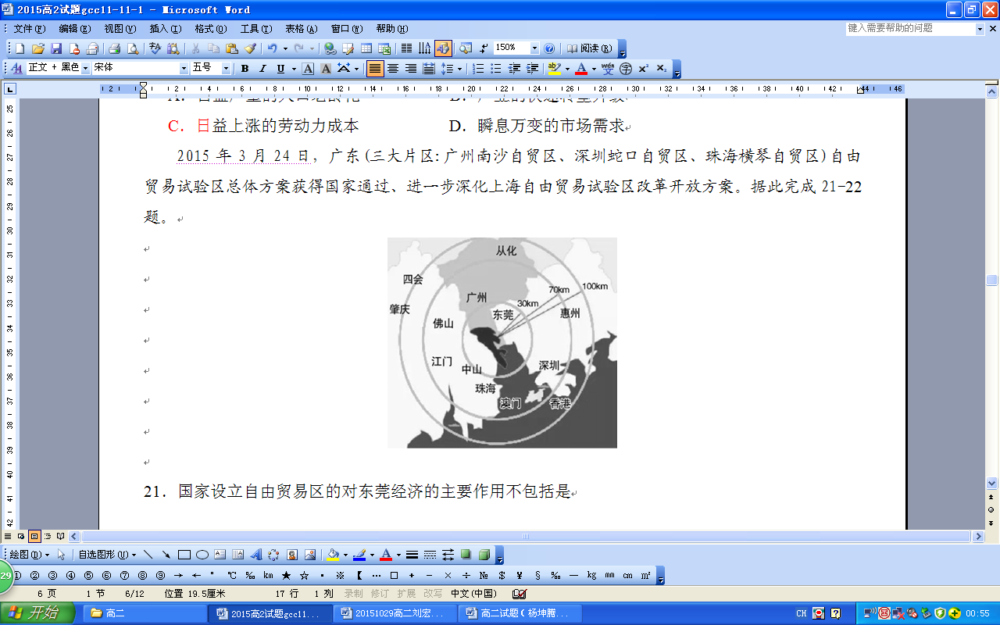 2015高2试题gcc11-11-1 - Microsoft Word
文件(F) 编辑(E) 视图(V) 插入(I) 格式(O) 工具(T) 表格(A) 窗口(W) 帮助(H) 键入需要帮助的问题
150% 阅读(R)
正文 + 黑色 宋体 五号
C．日益上涨的劳动力成本 D．瞬息万变的市场需求
2015 年 3 月 24 日，广东(三大片区:广州南沙自贸区、深圳蛇口自贸区、珠海横琴自贸区)自由
贸易试验区总体方案获得国家通过、进一步深化上海自由贸易试验区改革开放方案。据此完成 21-22
题。
从化
四会
100km
70km
广州
30km
肇庆
东莞
惠州
佛山
江门
中山
深圳
珠海
澳门
香港
21．国家设立自由贸易区的对东莞经济的主要作用不包括是
绘图(D) 自选图形(U)
29 ① ② ③ ④ ⑤ ⑥ ⑦ ⑧ ⑨ → ← ° ℃ ‰ km ★ ☆ · ※ 【 … □ + － × ÷ № $ ¥ § ‰ — kg mm cm m²
6 页 1 节 6/12 位置 19.5厘米 17 行 1 列 录制 修订 扩展 改写 中文(中国)
开始 高二 2015高2试题gcc11... 20151029高二刘宏... 高二试题（杨坤腾... CH 00:55